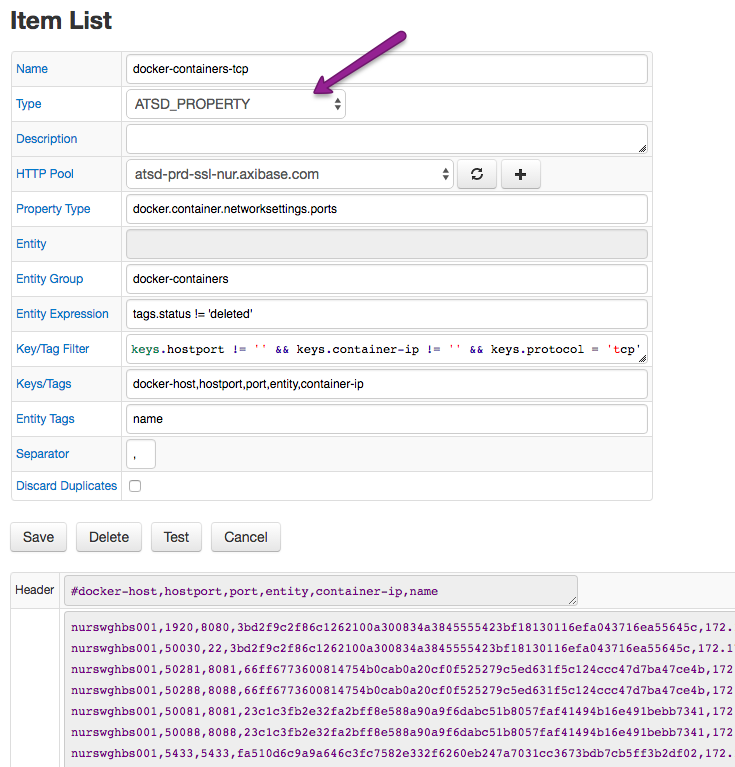 Item List
Name docker-containers-tcp
Type ATSD_PROPERTY
Description
HTTP Pool atsd-prd-ssl-nur.axibase.com
Property Type docker.container.networksettings.ports
Entity
Entity Group docker-containers
Entity Expression tags.status != 'deleted'
Key/Tag Filter keys.hostport != '' && keys.container-ip != '' && keys.protocol = 'tcp'
Keys/Tags docker-host,hostport,port,entity,container-ip
Entity Tags name
Separator ,
Discard Duplicates
Save Delete Test Cancel
Header #docker-host,hostport,port,entity,container-ip,name
nurswghbs001,1920,8080,3bd2f9c2f86c1262100a300834a3845555423bf18130116efa043716ea55645c,172.
nurswghbs001,50030,22,3bd2f9c2f86c1262100a300834a3845555423bf18130116efa043716ea55645c,172.1
nurswghbs001,50281,8081,66ff6773600814754b0cab0a20cf0f525279c5ed631f5c124ccc47d7ba47ce4b,172
nurswghbs001,50288,8088,66ff6773600814754b0cab0a20cf0f525279c5ed631f5c124ccc47d7ba47ce4b,172
nurswghbs001,50081,8081,23c1c3fb2e32fa2bff8e588a90a9f6dabc51b8057faf41494b16e491bebb7341,172
nurswghbs001,50088,8088,23c1c3fb2e32fa2bff8e588a90a9f6dabc51b8057faf41494b16e491bebb7341,172
nurswghbs001,5433,5433,fa510d6c9a9a646c3fc7582e332f6260eb247a7031cc3673bdb7cb5ff3b2df02,172.